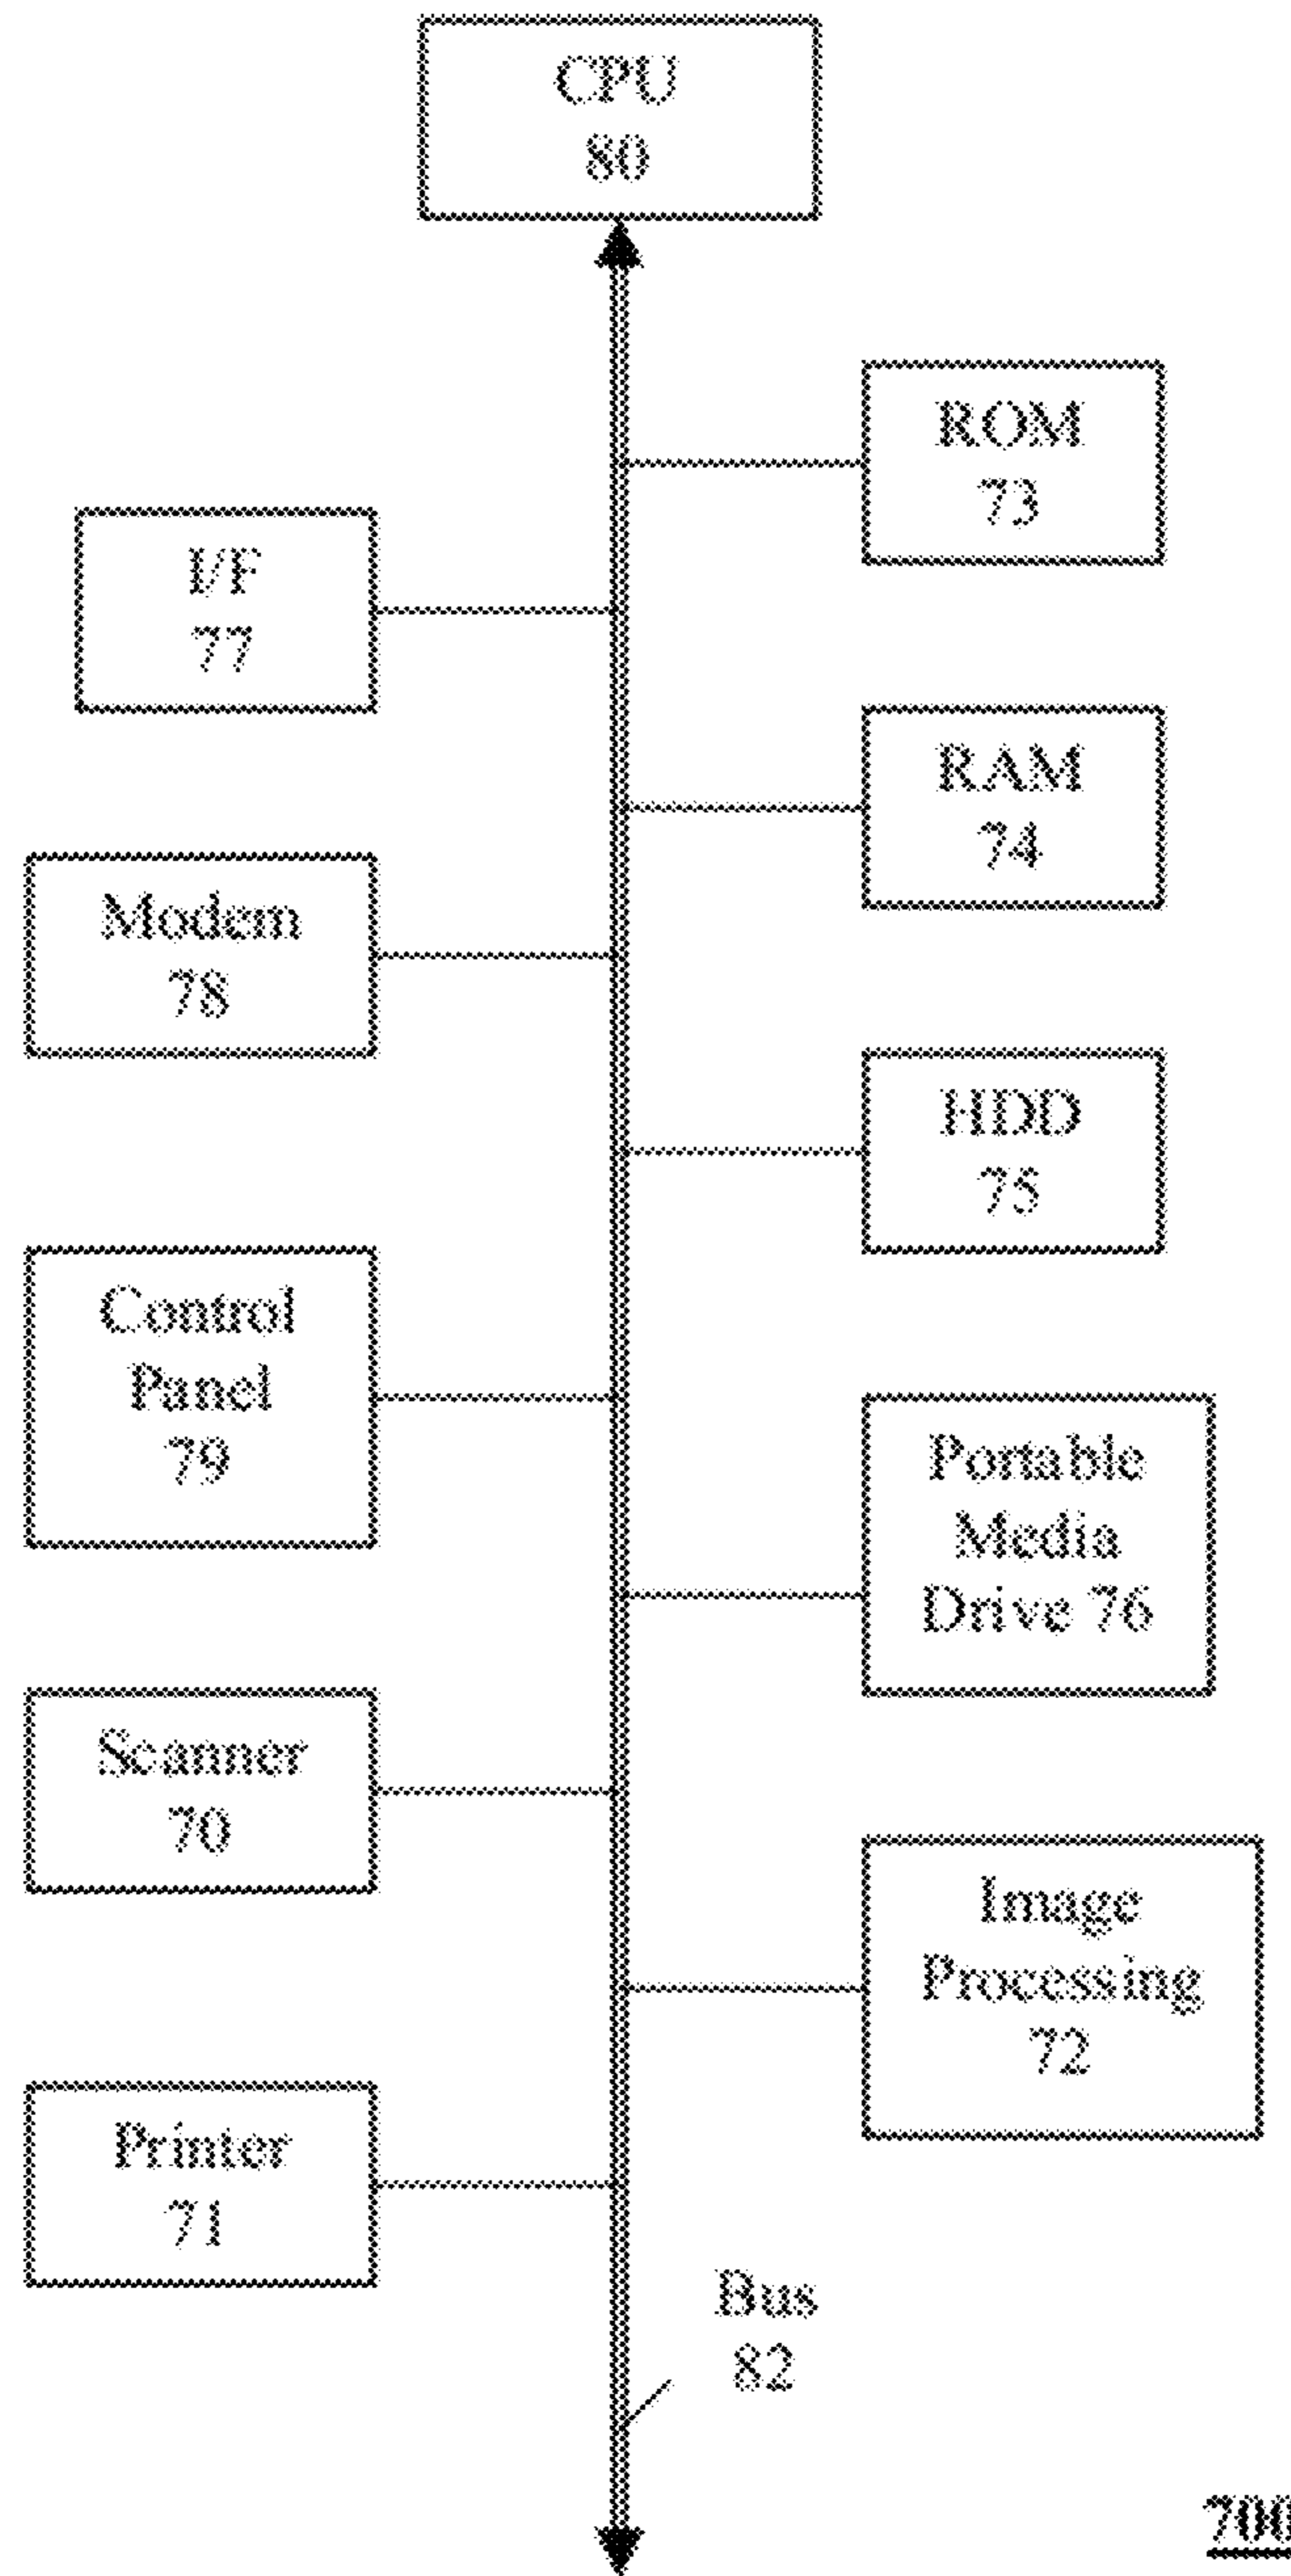 CPU
80
ROM
73
I/F
77
RAM
74
Modem
78
HDD
75
Control
Panel
79
Portable
Media
Drive 76
Scanner
70
Image
Processing
72
Printer
71
Bus
82
700